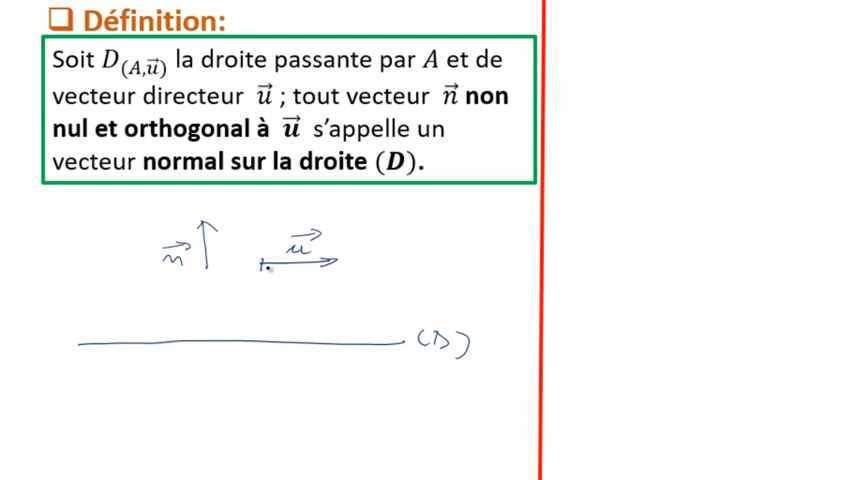 ❑ Définition:
Soit D(A,u⃗) la droite passante par A et de
vecteur directeur u⃗ ; tout vecteur n⃗ non
nul et orthogonal à u⃗ s’appelle un
vecteur normal sur la droite (D).
n⃗ u⃗
(D)